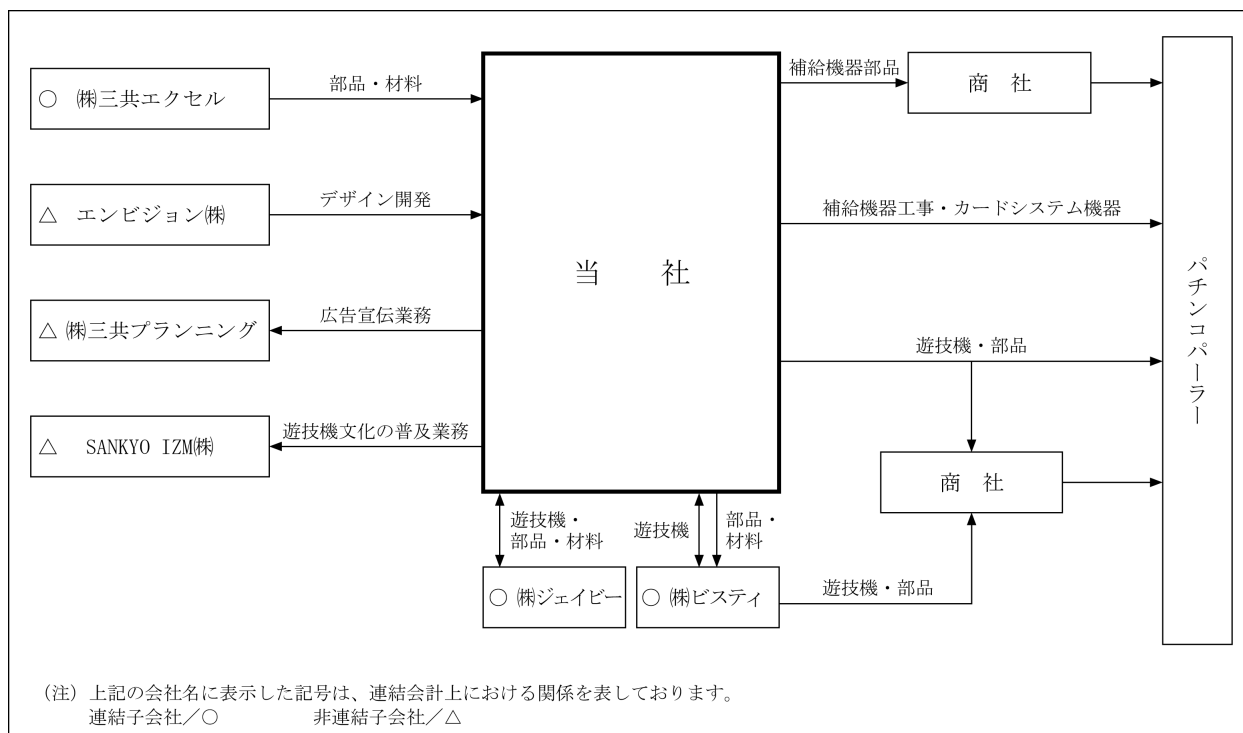 ○ ㈱三共エクセル
部品・材料
△ エンビジョン㈱
デザイン開発
△ ㈱三共プランニング
広告宣伝業務
△ SANKYO IZM㈱
遊技機文化の普及業務
当 社
補給機器部品
商 社
補給機器工事・カードシステム機器
遊技機・部品
商 社
パチンコパーラー
遊技機・
部品・材料
遊技機
部品・
材料
○ ㈱ジェイビー
○ ㈱ビスティ
遊技機・部品
（注）上記の会社名に表示した記号は、連結会計上における関係を表しております。
連結子会社／○ 非連結子会社／△